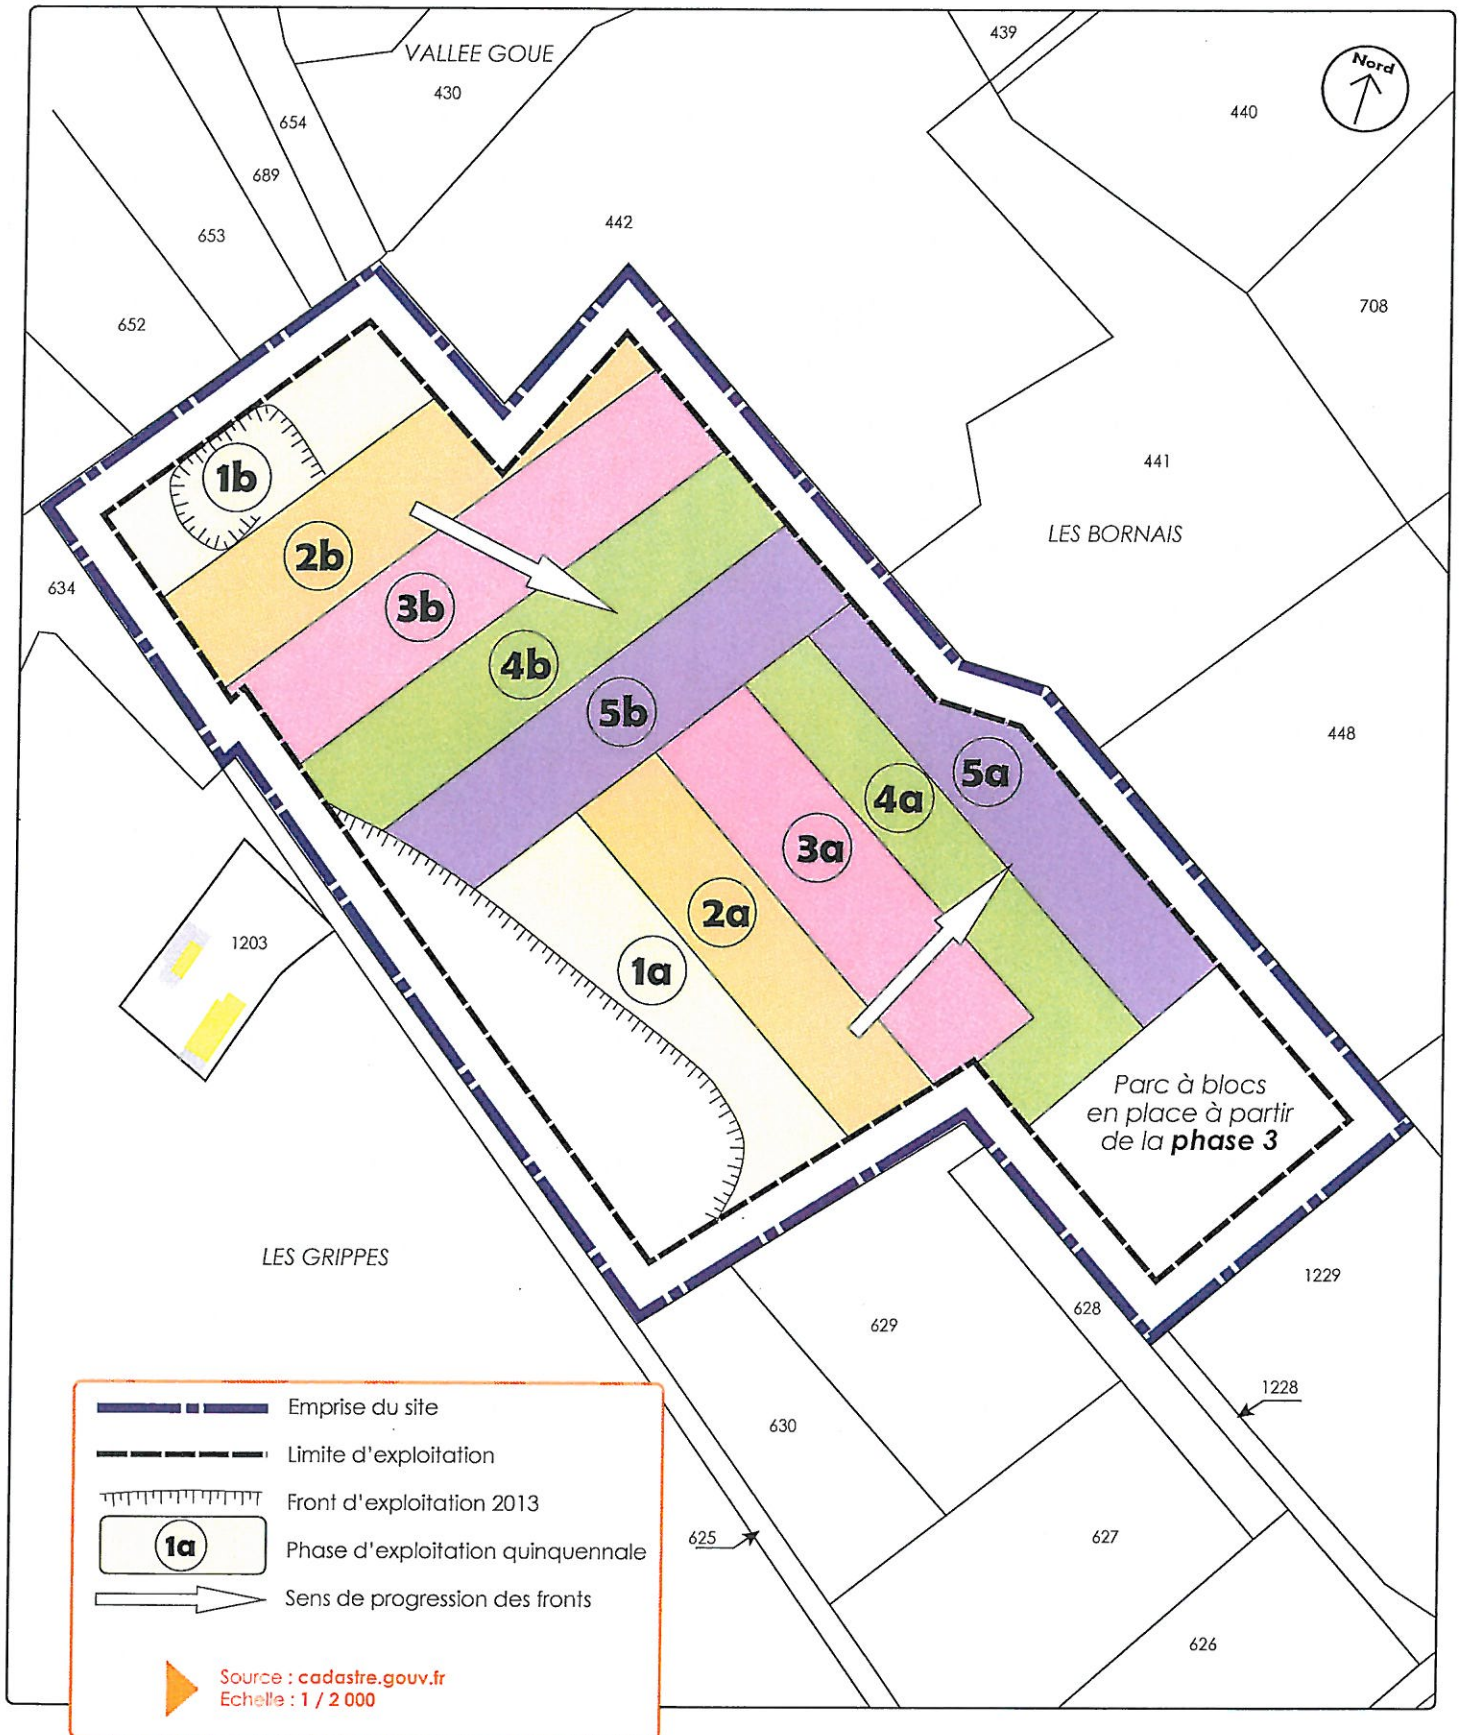 VALLEE GOUE
439
Nord
430
440
654
689
653
442
652
708
441
1b
LES BORNAIS
2b
634
3b
4b
5b
448
5a
4a
3a
2a
1203
1a
Parc à blocs
en place à partir
de la phase 3
LES GRIPPES
1229
628
629
1228
630
625
627
626
Emprise du site
Limite d'exploitation
Front d'exploitation 2013
1a
Phase d'exploitation quinquennale
Sens de progression des fronts
Source : cadastre.gouv.fr
Echelle : 1 / 2 000